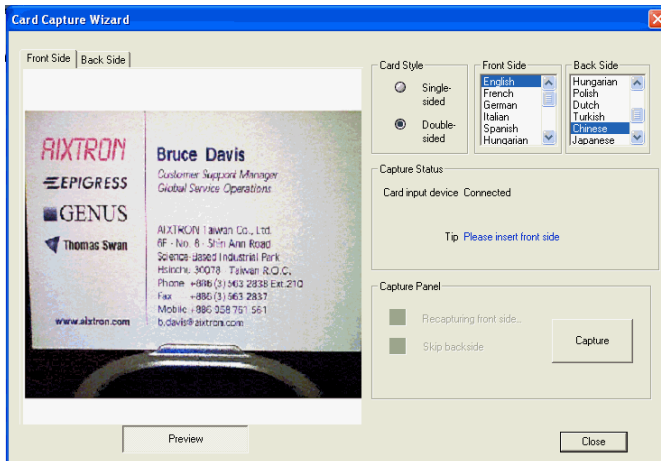 Card Capture Wizard
Front Side
Back Side
AIXTRON
EPIGRESS
GENUS
Thomas Swan
www.aixtron.com
Bruce Davis
Customer Support Manager
Global Service Operations
AIXTRON Taiwan Co., Ltd.
6F - No. 6 - Shin Ann Road
Science-Based Industrial Park
Hsinchu 30078 Taiwan R.O.C.
Phone +886 (3) 563 2838 Ext.210
Fax +886 (3) 563 2837
Mobile +886 958 751 561
b.davis@aixtron.com
Preview
Card Style
Single-
sided
Double-
sided
Front Side
English
French
German
Italian
Spanish
Hungarian
Back Side
Hungarian
Polish
Dutch
Turkish
Chinese
Japanese
Capture Status
Card input device Connected
Tip Please insert front side
Capture Panel
Recapturing front side...
Skip backside
Capture
Close